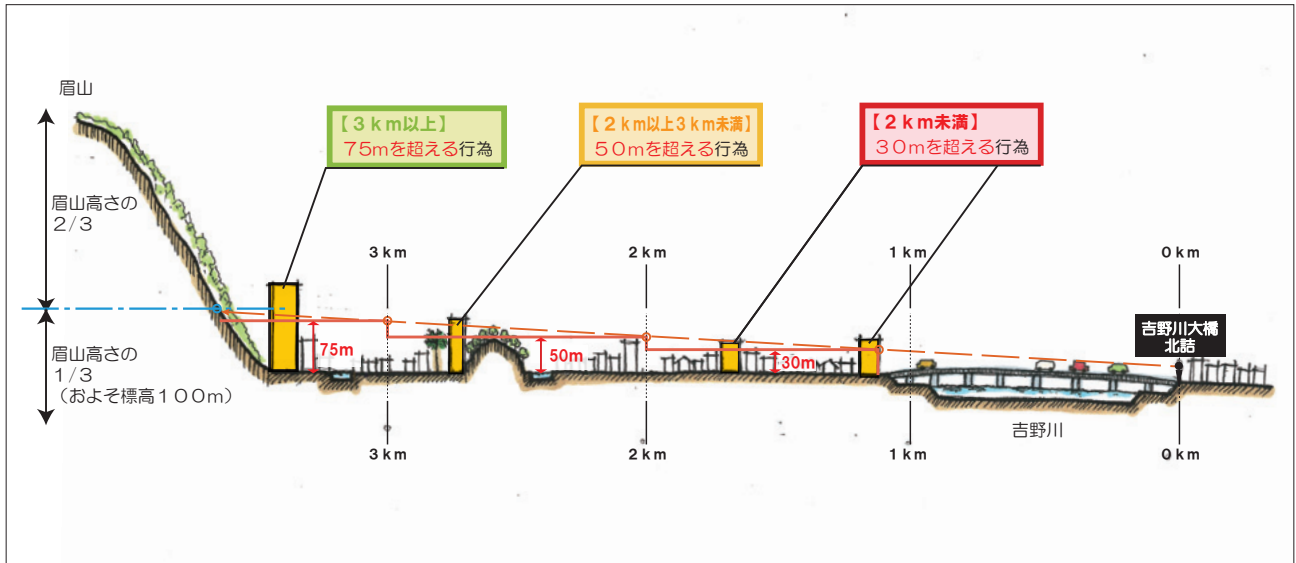 眉山
眉山高さの
2/3
眉山高さの
1/3
（およそ標高100m）
【3km以上】
75mを超える行為
【2km以上3km未満】
50mを超える行為
【2km未満】
30mを超える行為
3km
2km
1km
0km
75m
50m
30m
吉野川大橋
北詰
吉野川
3km
2km
1km
0km